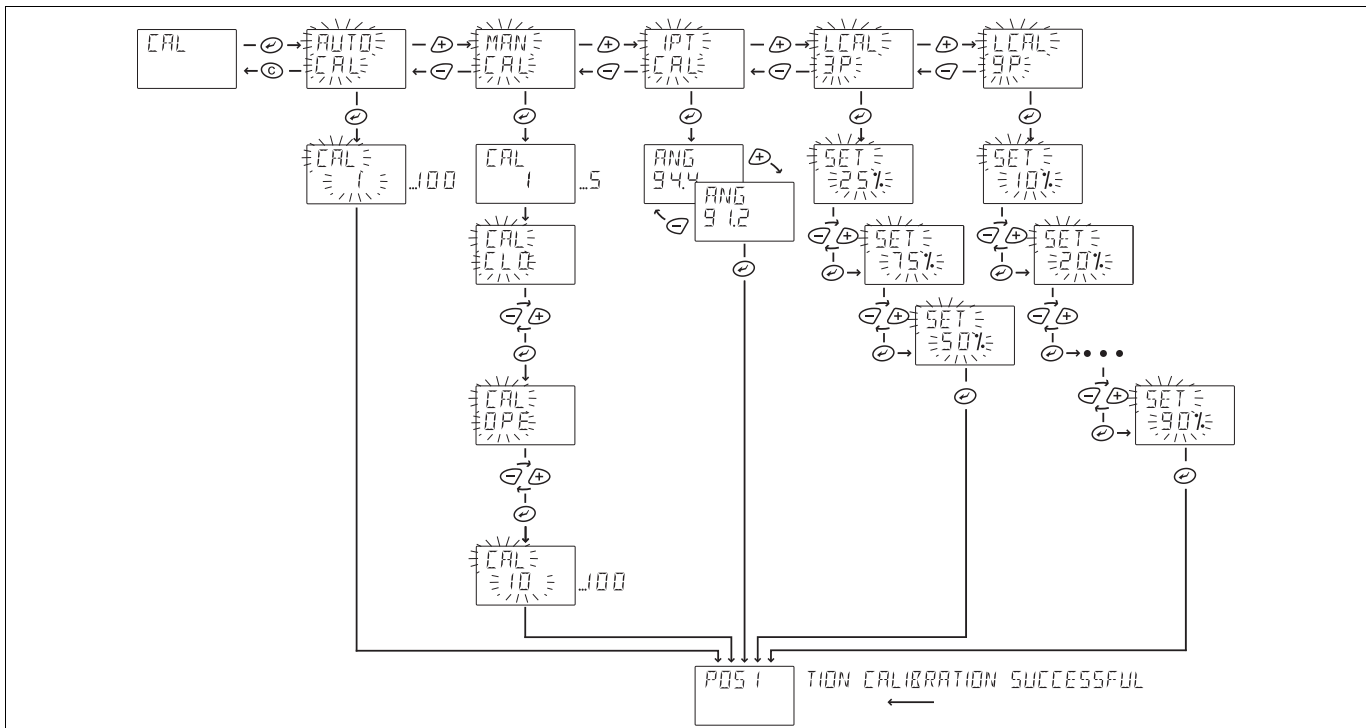 CAL
AUTO
CAL
MAN
CAL
1PT
CAL
LCAL
3P
LCAL
9P
C
CAL
1
...100
CAL
1
...5
ANG
94.4
ANG
91.2
SET
25%
SET
10%
CAL
CLO
SET
75%
SET
20%
SET
50%
CAL
OPE
SET
90%
CAL
10
...100
POSI TION CALIBRATION SUCCESSFUL